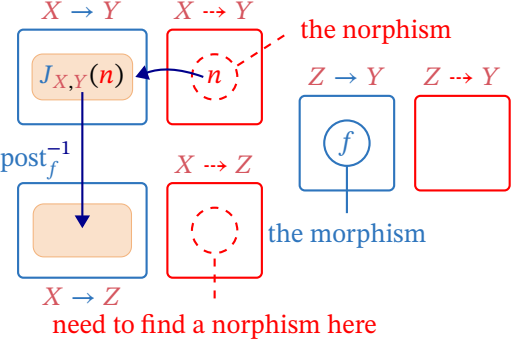 X → Y
X ⇢ Y
the norphism
J_{X,Y}(n)
n
Z → Y
Z ⇢ Y
f
post_f^{-1}
X ⇢ Z
the morphism
X → Z
need to find a norphism here